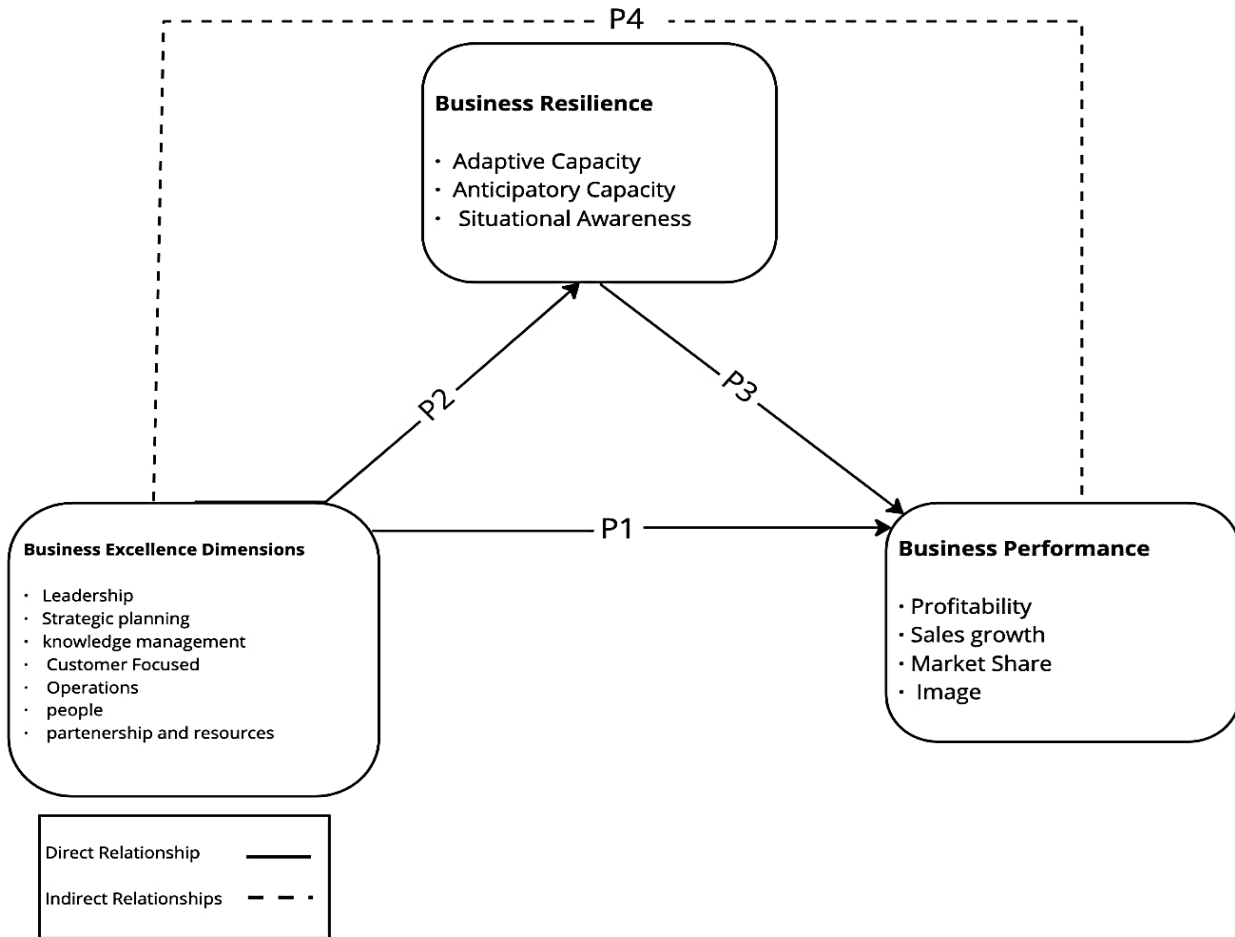 P4
Business Resilience
· Adaptive Capacity
· Anticipatory Capacity
· Situational Awareness
P2
P3
P1
Business Excellence Dimensions
· Leadership
· Strategic planning
· knowledge management
· Customer Focused
· Operations
· people
· partenership and resources
Business Performance
· Profitability
· Sales growth
· Market Share
· Image
Direct Relationship
Indirect Relationships